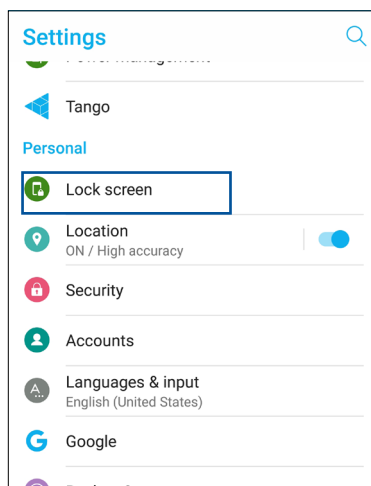 Settings
Tango
Personal
Lock screen
Location
ON / High accuracy
Security
Accounts
Languages & input
English (United States)
Google